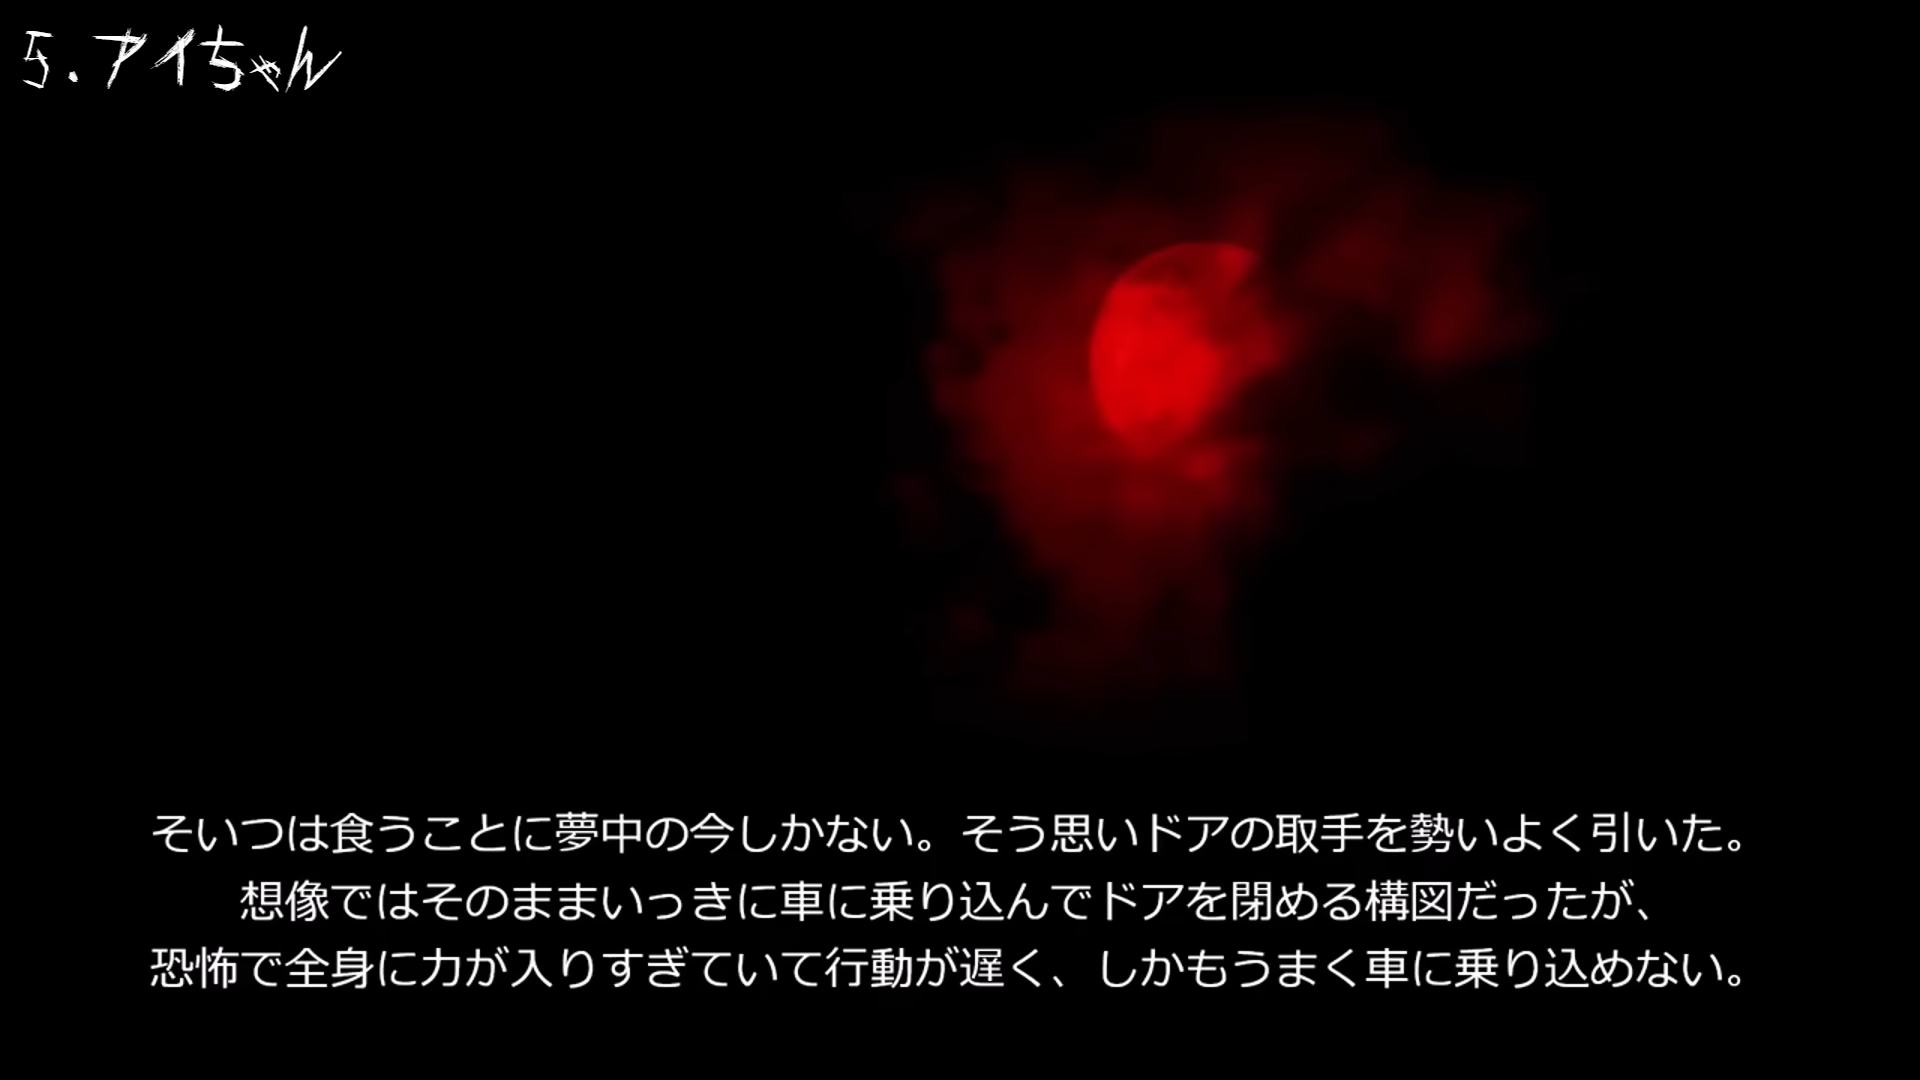 5.アイちゃん
そいつは食うことに夢中の今しかない。そう思いドアの取手を勢いよく引いた。
想像ではそのままいっきに車に乗り込んでドアを閉める構図だったが、
恐怖で全身に力が入りすぎていて行動が遅く、しかもうまく車に乗り込めない。